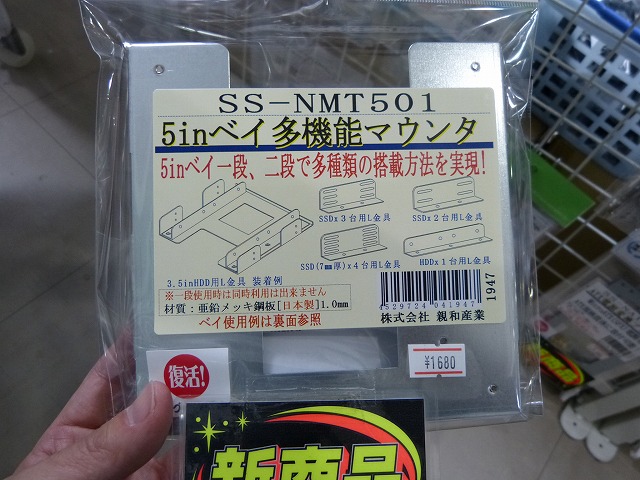 SS-NMT501
5inベイ多機能マウンタ
5inベイ一段、二段で多種類の搭載方法を実現!
SSDx3台用L金具
SSDx2台用L金具
SSD(7mm厚)x4台用L金具
HDDx1台用L金具
3.5inHDD用L金具 装着例
※一段使用時は同時利用は出来ません
材質:亜鉛メッキ鋼板[日本製]1.0mm
ベイ使用例は裏面参照
4529724 041947
1947
株式会社 親和産業
¥1680
復活!
新商品